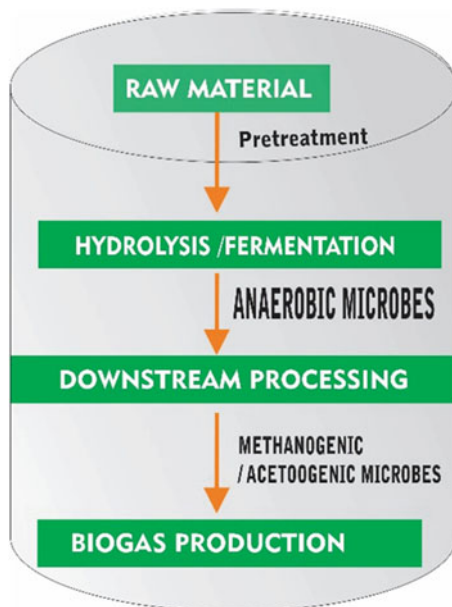 RAW MATERIAL
Pretreatment
HYDROLYSIS /FERMENTATION
ANAEROBIC MICROBES
DOWNSTREAM PROCESSING
METHANOGENIC
/ ACETOOGENIC MICROBES
BIOGAS PRODUCTION